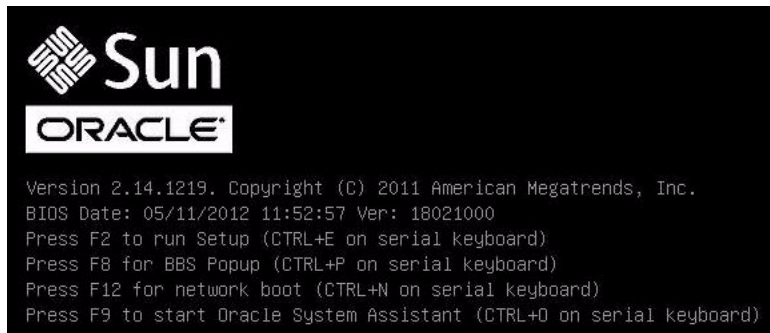 Sun
ORACLE
Version 2.14.1219. Copyright (C) 2011 American Megatrends, Inc.
BIOS Date: 05/11/2012 11:52:57 Ver: 18021000
Press F2 to run Setup (CTRL+E on serial keyboard)
Press F8 for BBS Popup (CTRL+P on serial keyboard)
Press F12 for network boot (CTRL+N on serial keyboard)
Press F9 to start Oracle System Assistant (CTRL+O on serial keyboard)